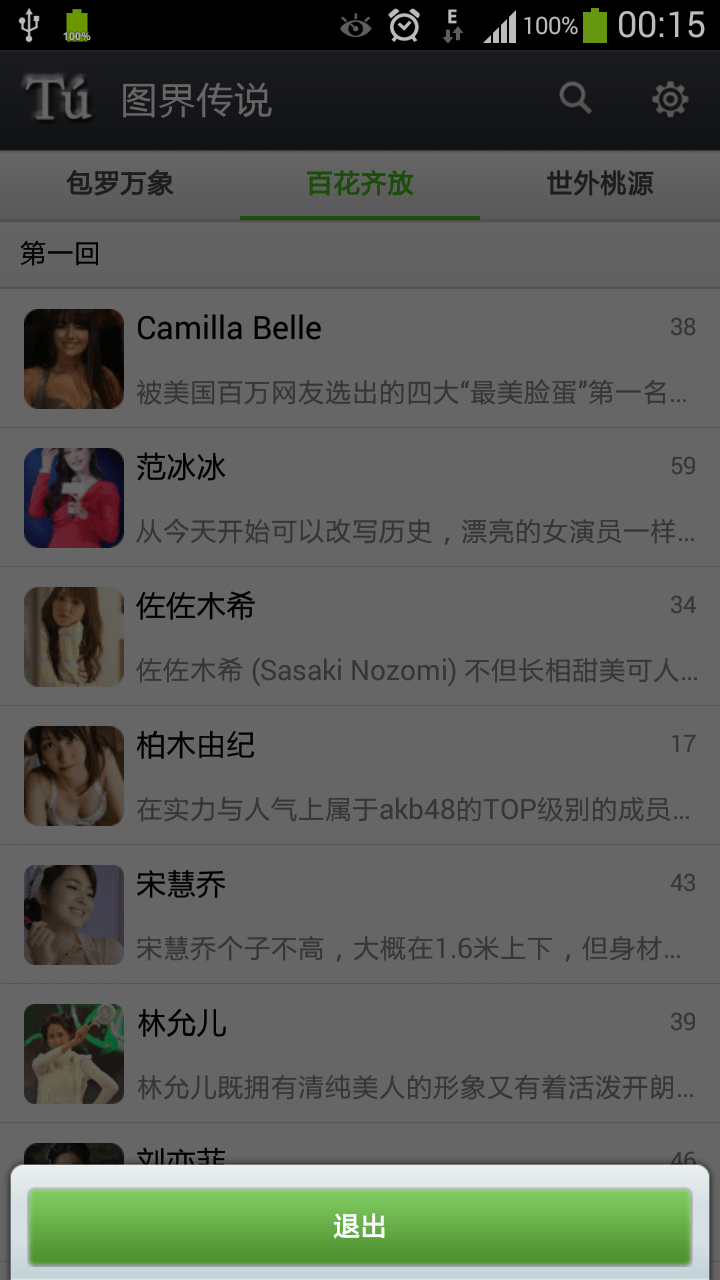 100%
E
100%
00:15
Tú
图界传说
包罗万象
百花齐放
世外桃源
第一回
Camilla Belle
38
被美国百万网友选出的四大“最美脸蛋”第一名...
范冰冰
59
从今天开始可以改写历史，漂亮的女演员一样...
佐佐木希
34
佐佐木希 (Sasaki Nozomi) 不但长相甜美可人...
柏木由纪
17
在实力与人气上属于akb48的TOP级别的成员...
宋慧乔
43
宋慧乔个子不高，大概在1.6米上下，但身材...
林允儿
39
林允儿既拥有清纯美人的形象又有着活泼开朗...
刘亦菲
46
退出